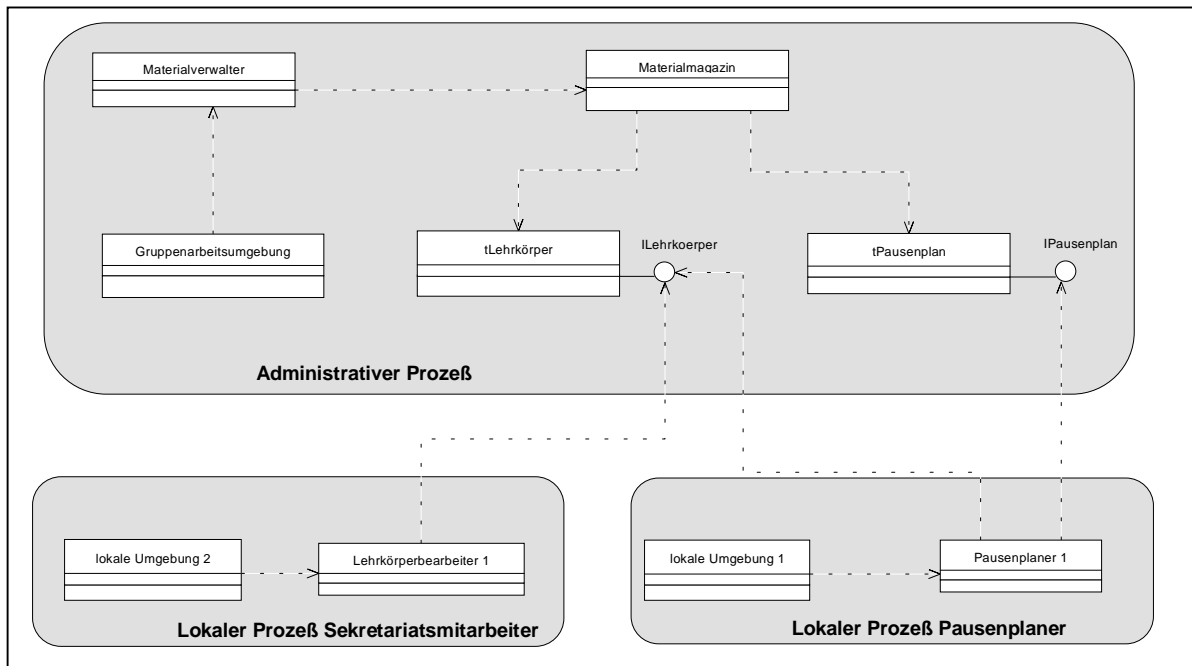 Materialverwalter
Materialmagazin
Gruppenarbeitsumgebung
tLehrkörper
ILehrkoerper
tPausenplan
IPausenplan
Administrativer Prozeß
lokale Umgebung 2
Lehrkörperbearbeiter 1
lokale Umgebung 1
Pausenplaner 1
Lokaler Prozeß Sekretariatsmitarbeiter
Lokaler Prozeß Pausenplaner